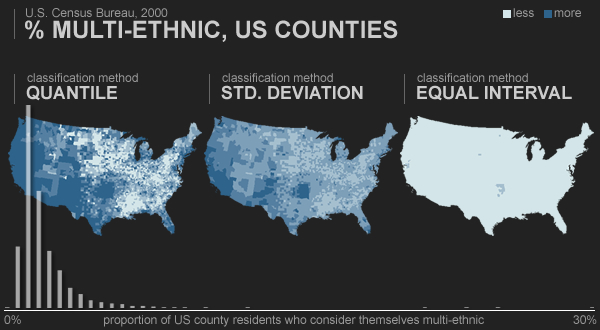 U.S. Census Bureau, 2000
% MULTI-ETHNIC, US COUNTIES
less more
classification method
QUANTILE
classification method
STD. DEVIATION
classification method
EQUAL INTERVAL
0% proportion of US county residents who consider themselves multi-ethnic 30%